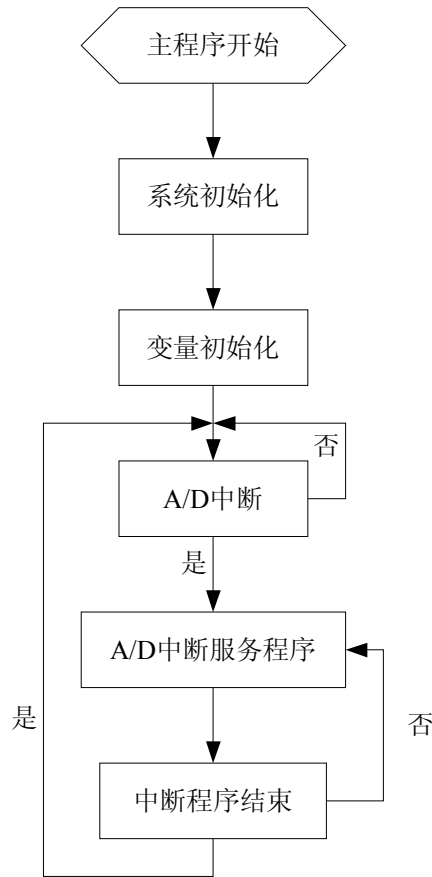 主程序开始
系统初始化
变量初始化
否
A/D中断
是
A/D中断服务程序
是
否
中断程序结束